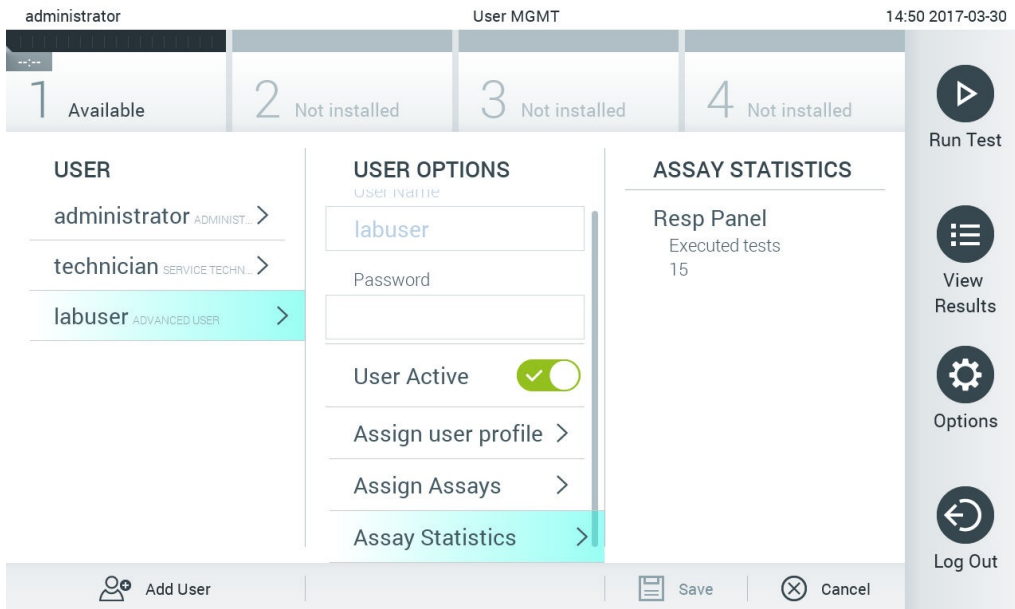 administrator
User MGMT
14:50 2017-03-30
--:--
1 Available
2 Not installed
3 Not installed
4 Not installed
USER
administrator ADMINIST...
technician SERVICE TECHN...
labuser ADVANCED USER
USER OPTIONS
User Name
labuser
Password
User Active
Assign user profile
Assign Assays
Assay Statistics
ASSAY STATISTICS
Resp Panel
Executed tests
15
Run Test
View
Results
Options
Log Out
Add User
Save
Cancel